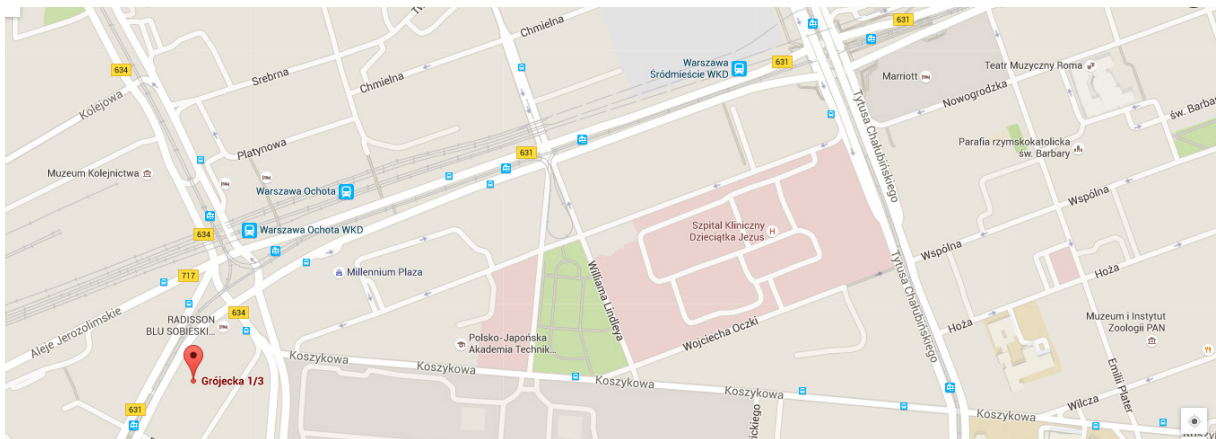 Chmielna
631
634
Srebrna
Warszawa
Śródmieście WKD
631
Teatr Muzyczny Roma
Marriott
Kolejowa
Chmielna
Tytusa Chałubińskiego
Nowogrodzka
św. Barbary
Platynowa
631
Parafia rzymskokatolicka
św. Barbary
Muzeum Kolejnictwa
Warszawa Ochota
Wspólna
Warszawa Ochota WKD
634
Szpital Kliniczny
Dzieciątka Jezus
H
Wspólna
Millennium Plaza
717
Williama Lindleya
Tytusa Chałubińskiego
Hoża
RADISSON
BLU SOBIESKI...
634
Aleje Jerozolimskie
Wojciecha Oczki
Hoża
Muzeum i Instytut
Zoologii PAN
Polsko-Japońska
Akademia Technik...
Koszykowa
Grójecka 1/3
Koszykowa
Emilii Plater
Wilcza
631
Koszykowa